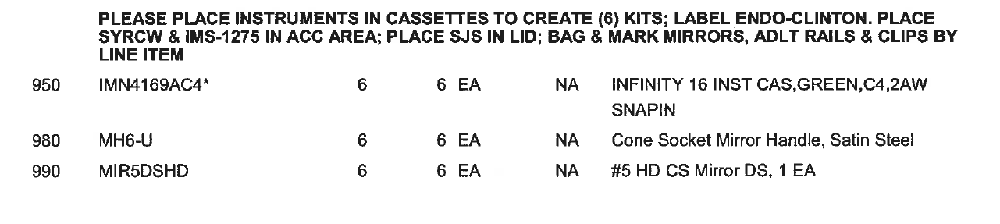 PLEASE PLACE INSTRUMENTS IN CASSETTES TO CREATE (6) KITS; LABEL ENDO-CLINTON. PLACE
SYRCW & IMS-1275 IN ACC AREA; PLACE SJS IN LID; BAG & MARK MIRRORS, ADLT RAILS & CLIPS BY
LINE ITEM
950 IMN4169AC4* 6 6 EA NA INFINITY 16 INST CAS,GREEN,C4,2AW
SNAPIN
980 MH6-U 6 6 EA NA Cone Socket Mirror Handle, Satin Steel
990 MIR5DSHD 6 6 EA NA #5 HD CS Mirror DS, 1 EA